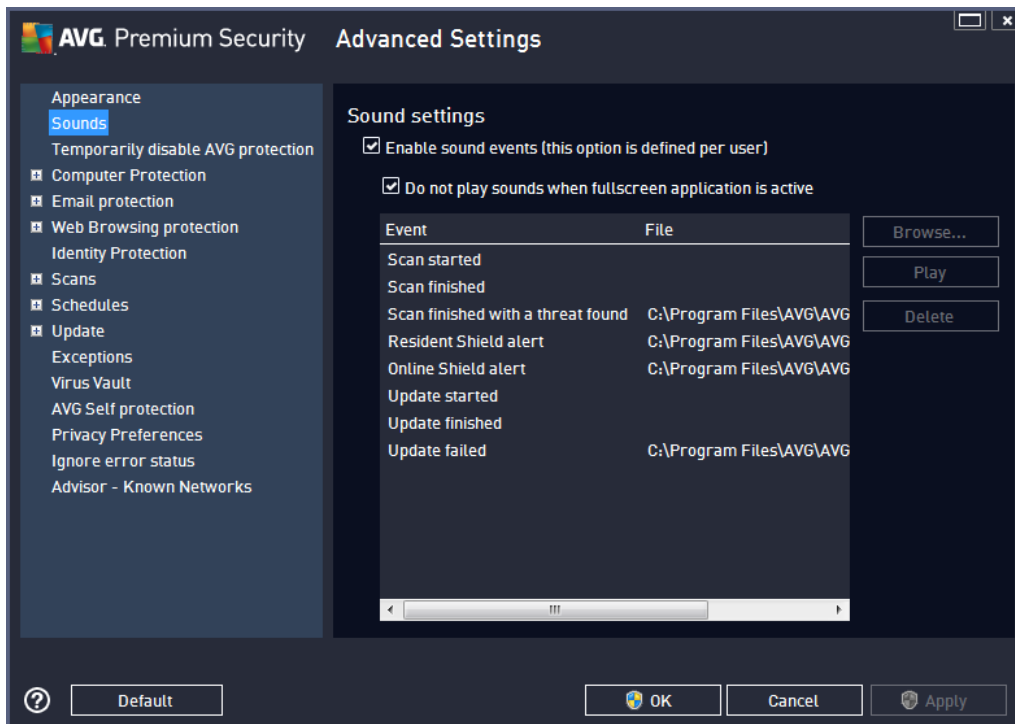 AVG. Premium Security
Advanced Settings
Appearance
Sounds
Temporarily disable AVG protection
Computer Protection
Email protection
Web Browsing protection
Identity Protection
Scans
Schedules
Update
Exceptions
Virus Vault
AVG Self protection
Privacy Preferences
Ignore error status
Advisor - Known Networks
Sound settings
Enable sound events (this option is defined per user)
Do not play sounds when fullscreen application is active
Event File
Scan started
Scan finished
Scan finished with a threat found C:\Program Files\AVG\AVG
Resident Shield alert C:\Program Files\AVG\AVG
Online Shield alert C:\Program Files\AVG\AVG
Update started
Update finished
Update failed C:\Program Files\AVG\AVG
Browse...
Play
Delete
Default
OK
Cancel
Apply